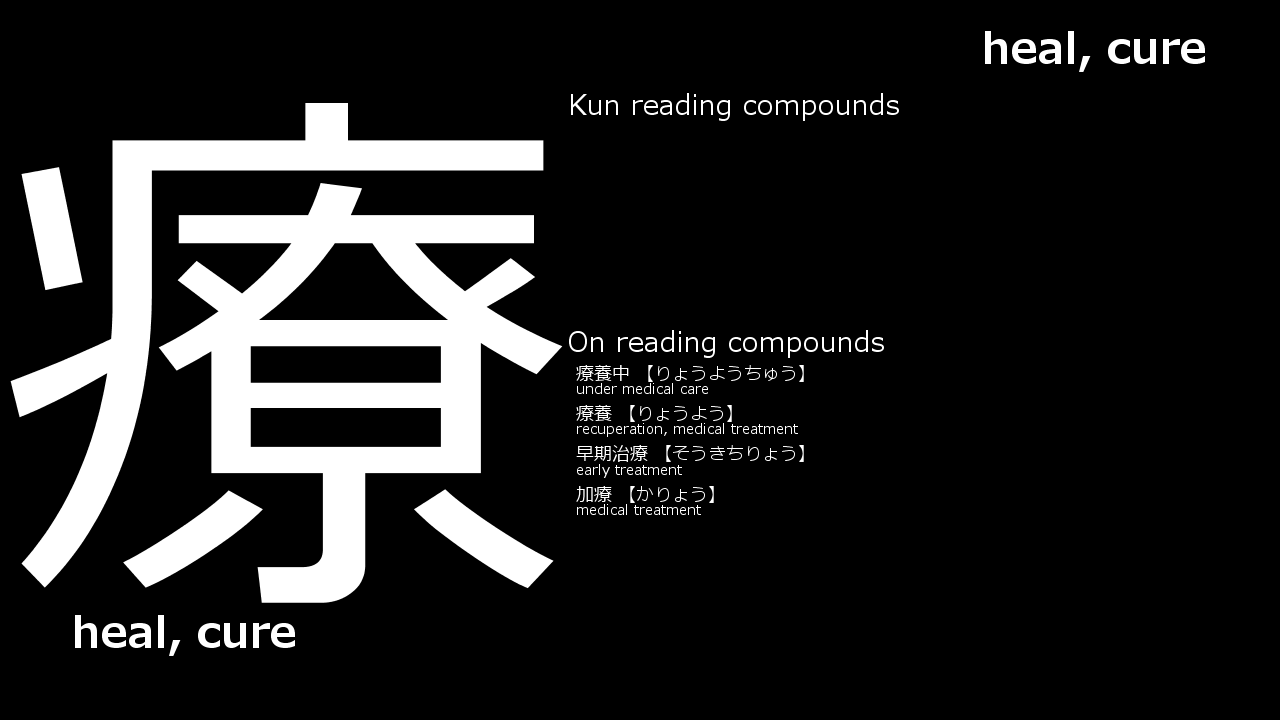 heal, cure
療
Kun reading compounds
On reading compounds
療養中 【りょうようちゅう】
under medical care
療養 【りょうよう】
recuperation, medical treatment
早期治療 【そうきちりょう】
early treatment
加療 【かりょう】
medical treatment
heal, cure